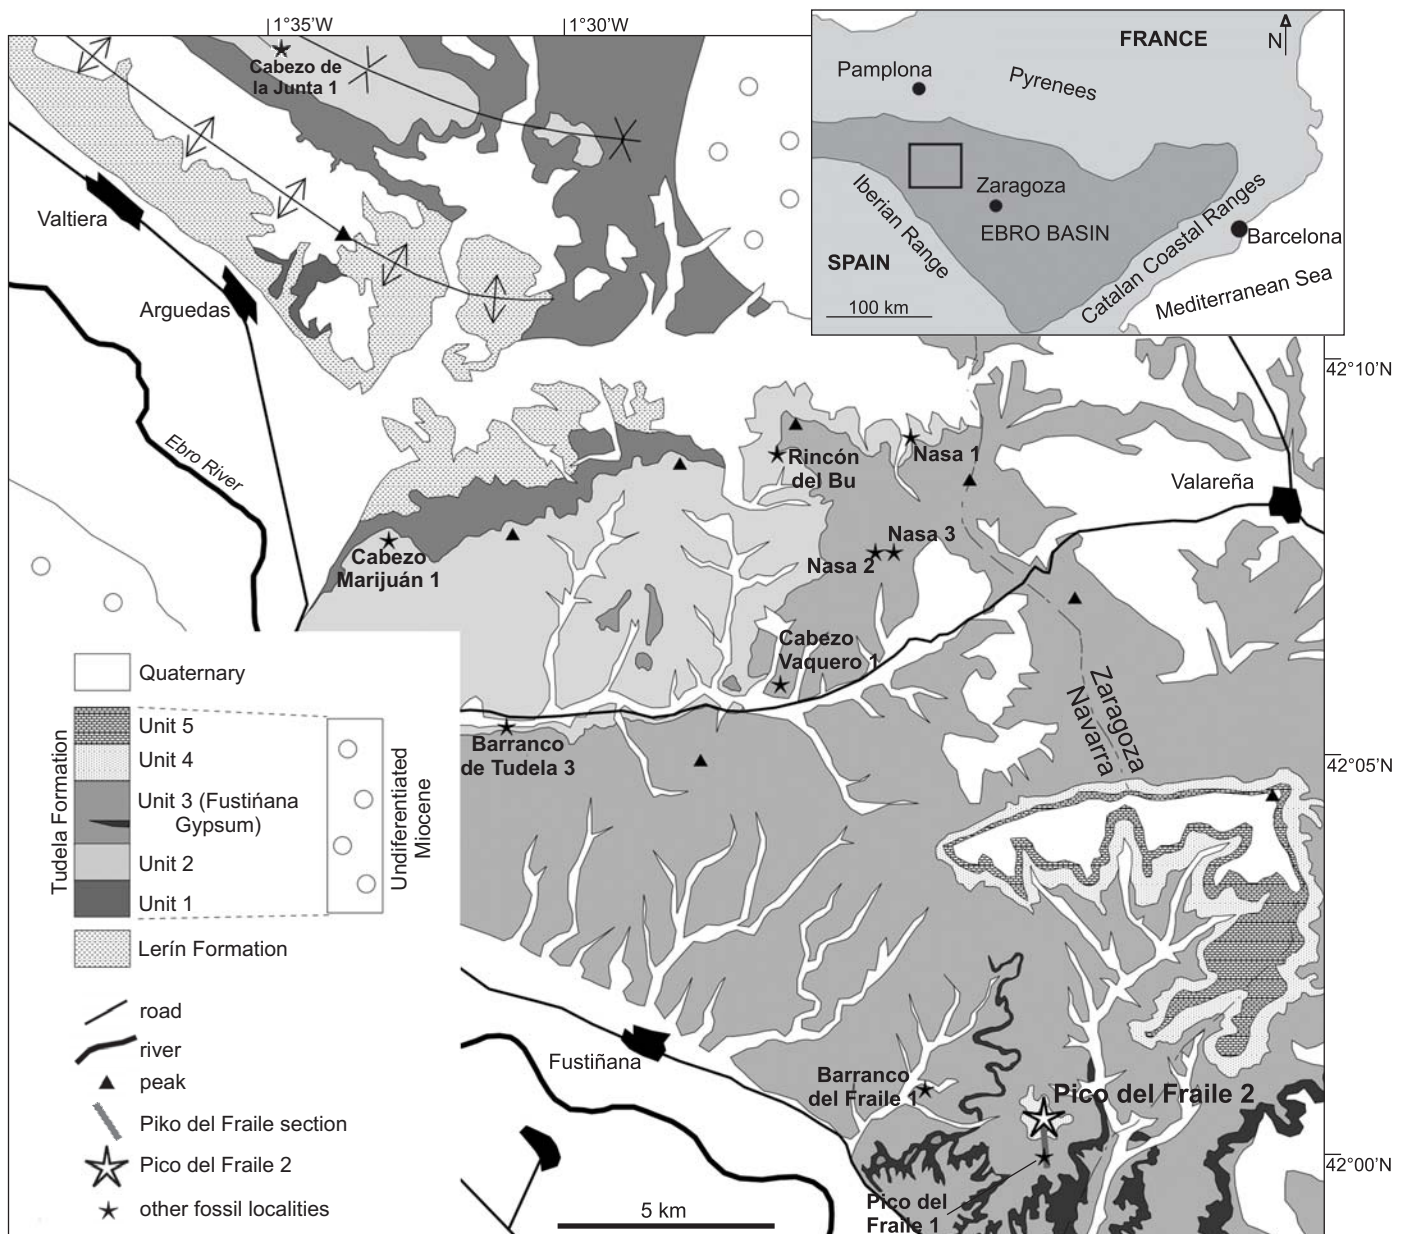 1°35’W
1°30’W
Cabezo de
la Junta 1
Valtiera
Arguedas
Ebro River
FRANCE
N
Pamplona
Pyrenees
Zaragoza
Iberian Range
EBRO BASIN
Catalan Coastal Ranges
Barcelona
SPAIN
Mediterranean Sea
100 km
42°10’N
Rincón
del Bu
Nasa 1
Valareña
Nasa 3
Nasa 2
Cabezo
Marijuán 1
Cabezo
Vaquero 1
Zaragoza
Navarra
Barranco
de Tudela 3
42°05’N
Quaternary
Tudela Formation
Unit 5
Unit 4
Unit 3 (Fustińana
Gypsum)
Unit 2
Unit 1
Undiferentiated
Miocene
Lerín Formation
road
river
peak
Piko del Fraile section
Pico del Fraile 2
other fossil localities
Fustiñana
Barranco
del Fraile 1
Pico del Fraile 2
Pico del
Fraile 1
42°00’N
5 km